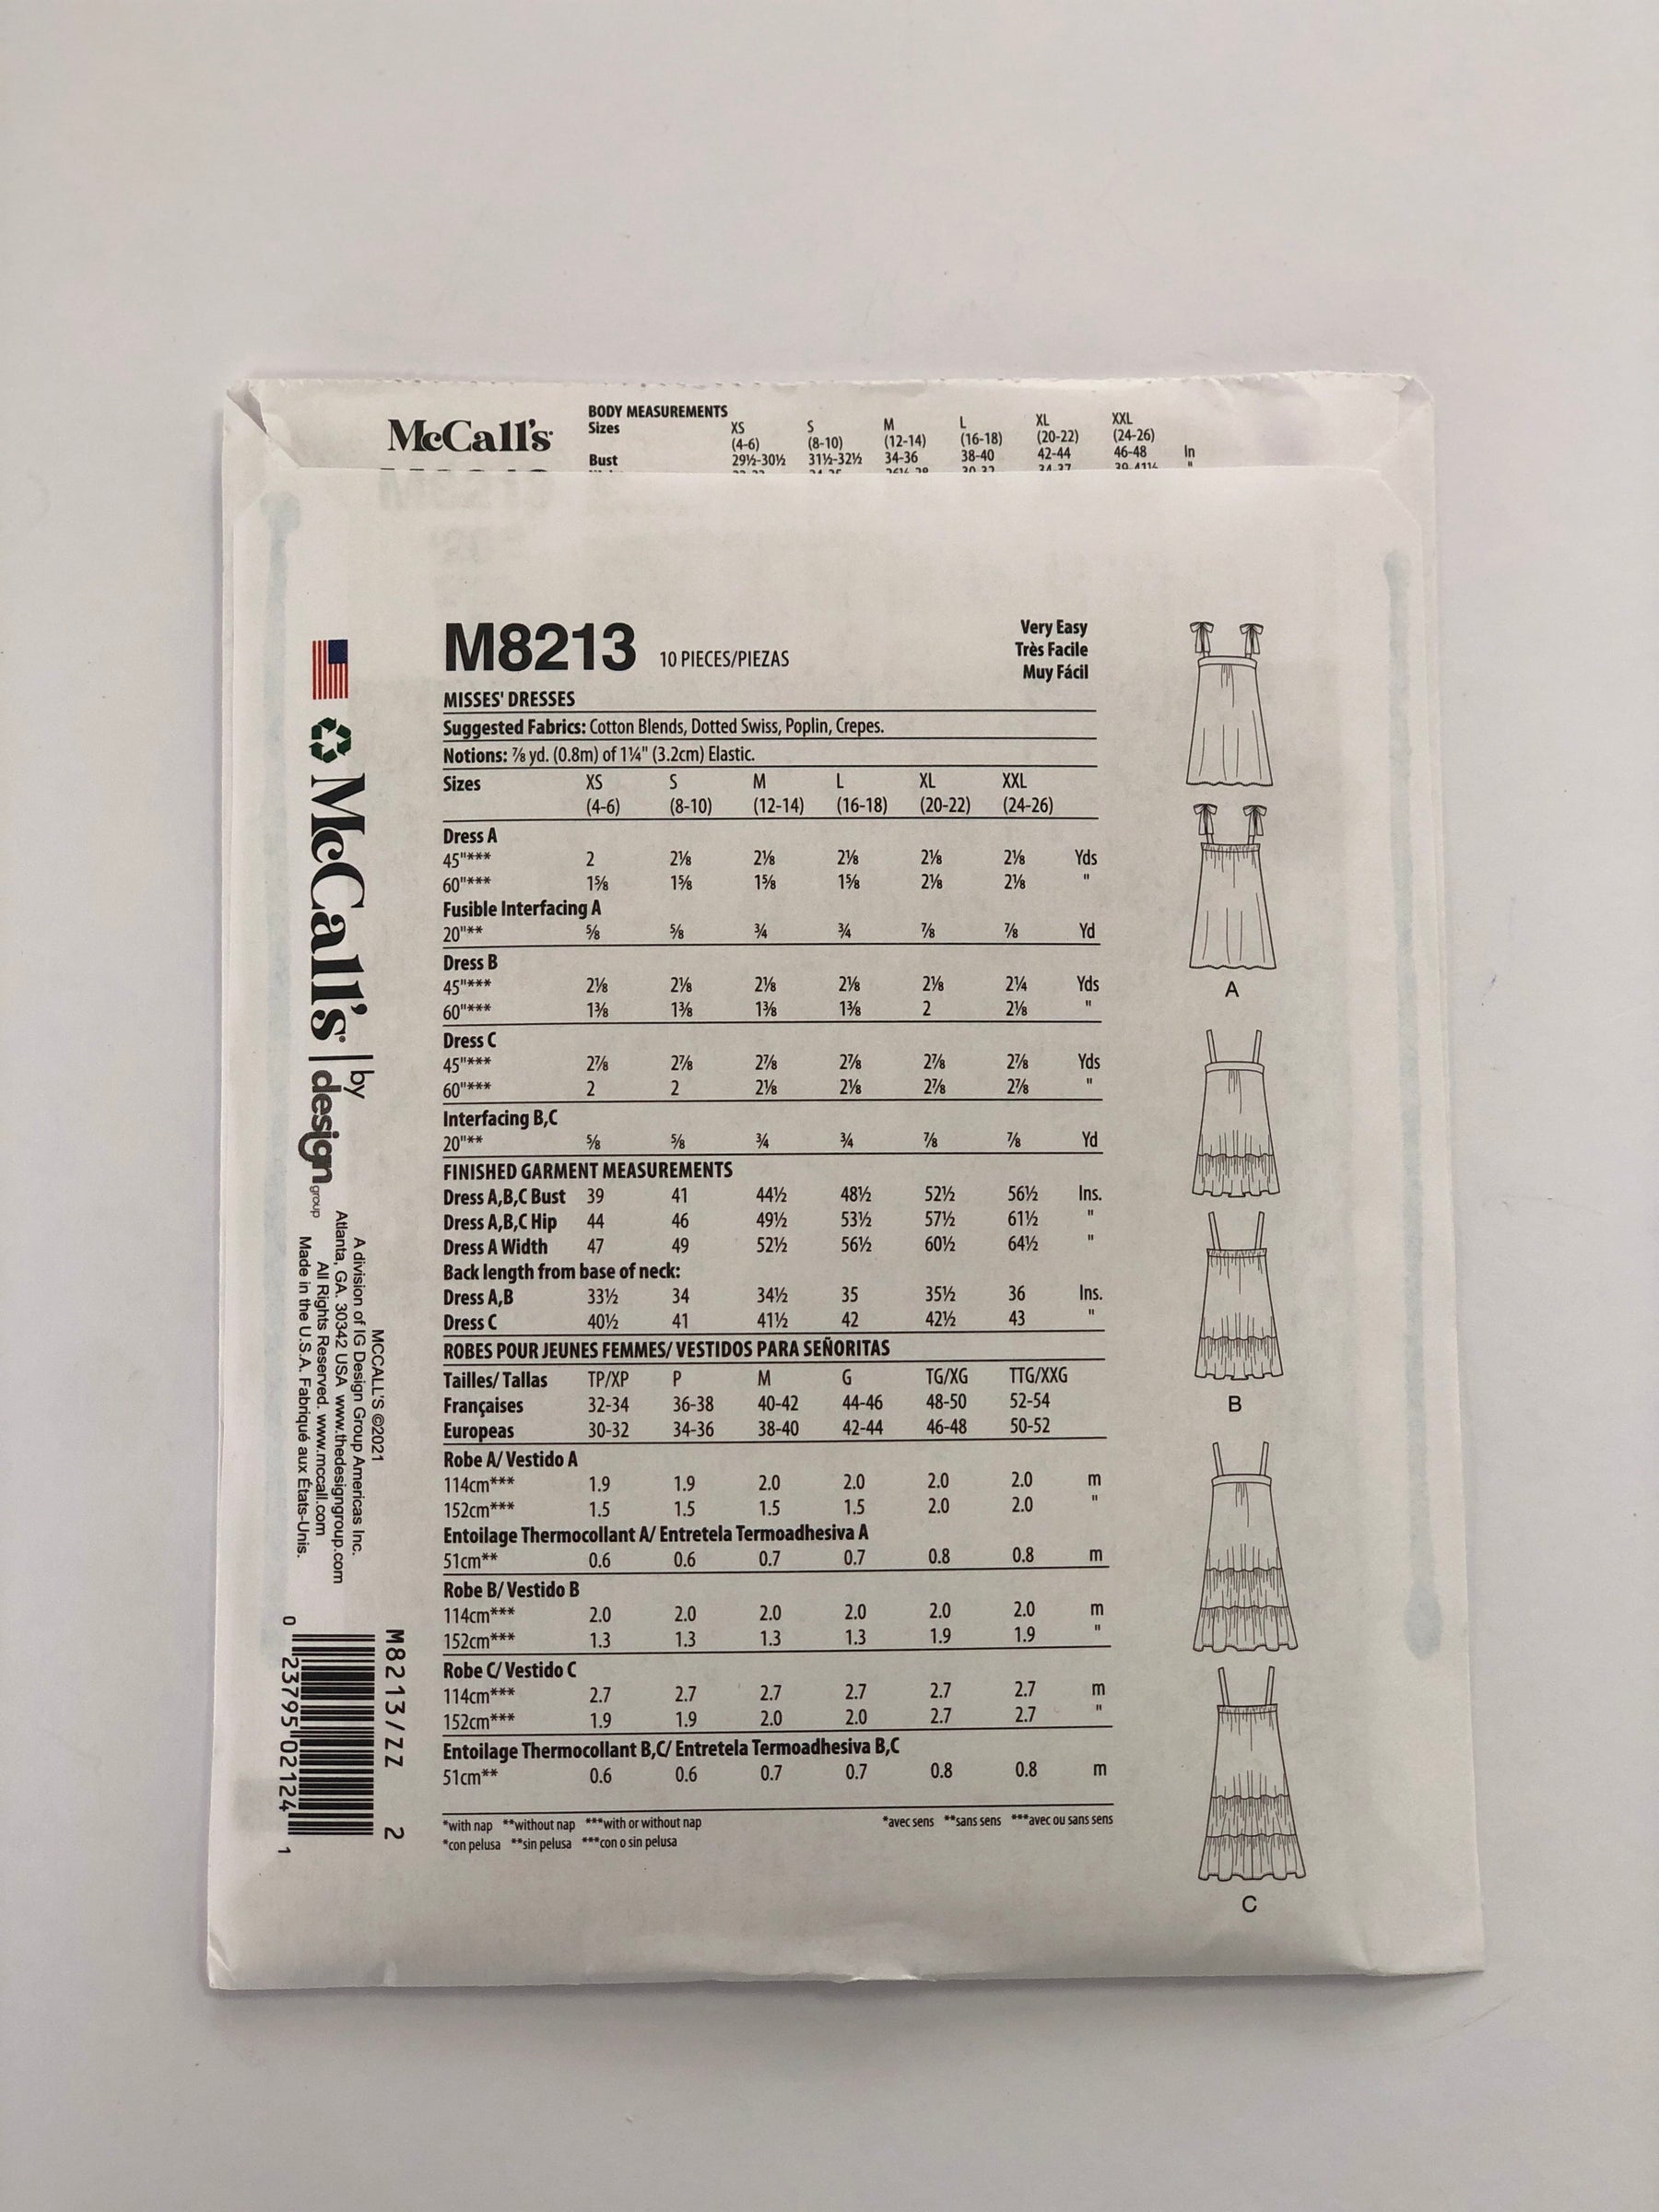 McCall's
BODY MEASUREMENTS
Sizes XS S M L XL XXL
(4-6) (8-10) (12-14) (16-18) (20-22) (24-26)
Bust 29½-30½ 31½-32½ 34-36 38-40 42-44 46-48 In
M8213 10 PIECES/PIEZAS
Very Easy
Très Facile
Muy Fácil
MISSES' DRESSES
Suggested Fabrics: Cotton Blends, Dotted Swiss, Poplin, Crepes.
Notions: ⅞ yd. (0.8m) of 1¼" (3.2cm) Elastic.
Sizes XS S M L XL XXL
(4-6) (8-10) (12-14) (16-18) (20-22) (24-26)
Dress A
45"*** 2 2⅛ 2⅛ 2⅛ 2⅛ 2⅛ Yds
60"*** 1⅝ 1⅝ 1⅝ 1⅝ 2⅛ 2⅛ "
Fusible Interfacing A
20"** ⅝ ⅝ ¾ ¾ ⅞ ⅞ Yd
Dress B
45"*** 2⅛ 2⅛ 2⅛ 2⅛ 2⅛ 2¼ Yds
60"*** 1⅜ 1⅜ 1⅜ 1⅜ 2 2⅛ "
Dress C
45"*** 2⅞ 2⅞ 2⅞ 2⅞ 2⅞ 2⅞ Yds
60"*** 2 2 2⅛ 2⅛ 2⅞ 2⅞ "
Interfacing B,C
20"** ⅝ ⅝ ¾ ¾ ⅞ ⅞ Yd
FINISHED GARMENT MEASUREMENTS
Dress A,B,C Bust 39 41 44½ 48½ 52½ 56½ Ins.
Dress A,B,C Hip 44 46 49½ 53½ 57½ 61½ "
Dress A Width 47 49 52½ 56½ 60½ 64½ "
Back length from base of neck:
Dress A,B 33½ 34 34½ 35 35½ 36 Ins.
Dress C 40½ 41 41½ 42 42½ 43 "
ROBES POUR JEUNES FEMMES/ VESTIDOS PARA SEÑORITAS
Tailles/ Tallas TP/XP P M G TG/XG TTG/XXG
Françaises 32-34 36-38 40-42 44-46 48-50 52-54
Europeas 30-32 34-36 38-40 42-44 46-48 50-52
Robe A/ Vestido A
114cm*** 1.9 1.9 2.0 2.0 2.0 2.0 m
152cm*** 1.5 1.5 1.5 1.5 2.0 2.0 "
Entoilage Thermocollant A/ Entretela Termoadhesiva A
51cm** 0.6 0.6 0.7 0.7 0.8 0.8 m
Robe B/ Vestido B
114cm*** 2.0 2.0 2.0 2.0 2.0 2.0 m
152cm*** 1.3 1.3 1.3 1.3 1.9 1.9 "
Robe C/ Vestido C
114cm*** 2.7 2.7 2.7 2.7 2.7 2.7 m
152cm*** 1.9 1.9 2.0 2.0 2.7 2.7 "
Entoilage Thermocollant B,C/ Entretela Termoadhesiva B,C
51cm** 0.6 0.6 0.7 0.7 0.8 0.8 m
*with nap **without nap ***with or without nap
*con pelusa **sin pelusa ***con o sin pelusa
*avec sens **sans sens ***avec ou sans sens
A
B
C
McCall's® | by design group
MCCALL'S ©2021
A division of IG Design Group Americas Inc.
Atlanta, GA. 30342 USA www.thedesigngroup.com
All Rights Reserved. www.mccall.com
Made in the U.S.A. Fabriqué aux États-Unis.
M8213/ZZ 2
0 23795 02124 1